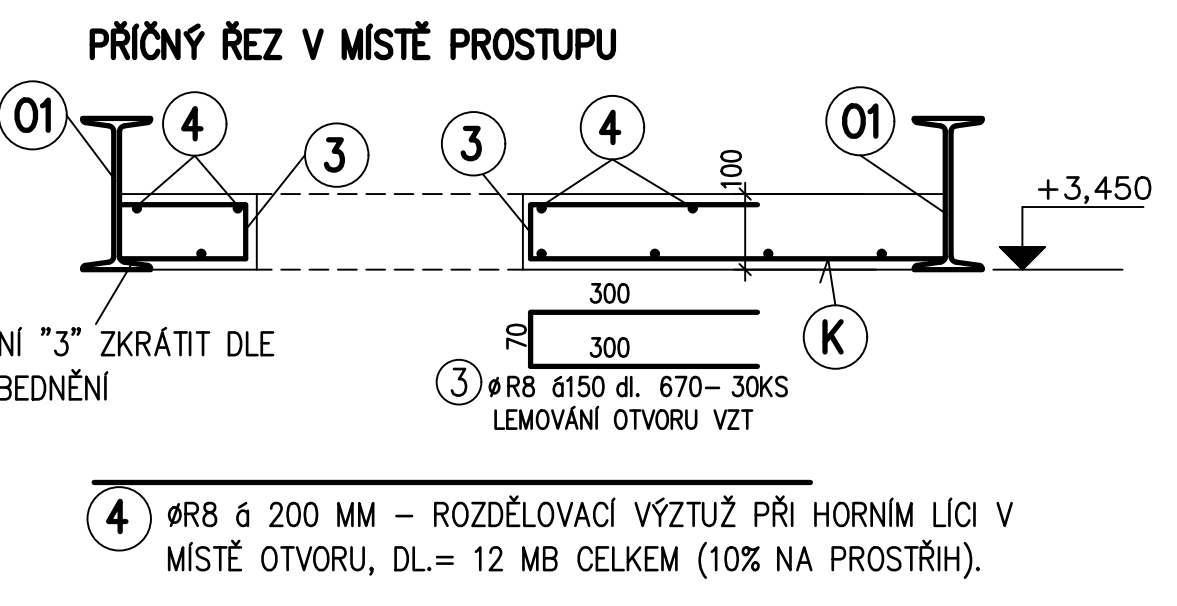 PŘÍČNÝ ŘEZ V MÍSTĚ PROSTUPU
01
4
3
3
4
01
100
+3,450
NÍ "3" ZKRÁTIT DLE
BEDNĚNÍ
300
70
300
K
3 øR8 á150 dl. 670- 30KS
LEMOVÁNÍ OTVORU VZT
4 øR8 á 200 MM - ROZDĚLOVACÍ VÝZTUŽ PŘI HORNÍM LÍCI V
MÍSTĚ OTVORU, DL.= 12 MB CELKEM (10% NA PROSTŘIH).